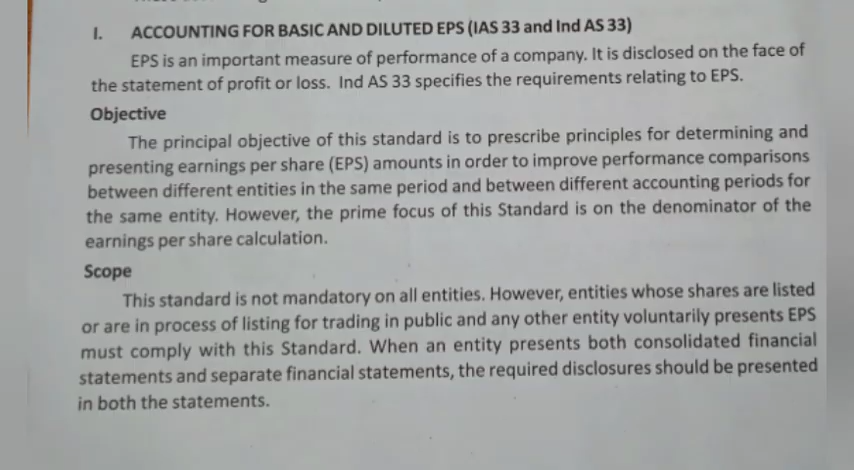 I. ACCOUNTING FOR BASIC AND DILUTED EPS (IAS 33 and Ind AS 33)
EPS is an important measure of performance of a company. It is disclosed on the face of
the statement of profit or loss. Ind AS 33 specifies the requirements relating to EPS.
Objective
The principal objective of this standard is to prescribe principles for determining and
presenting earnings per share (EPS) amounts in order to improve performance comparisons
between different entities in the same period and between different accounting periods for
the same entity. However, the prime focus of this Standard is on the denominator of the
earnings per share calculation.
Scope
This standard is not mandatory on all entities. However, entities whose shares are listed
or are in process of listing for trading in public and any other entity voluntarily presents EPS
must comply with this Standard. When an entity presents both consolidated financial
statements and separate financial statements, the required disclosures should be presented
in both the statements.